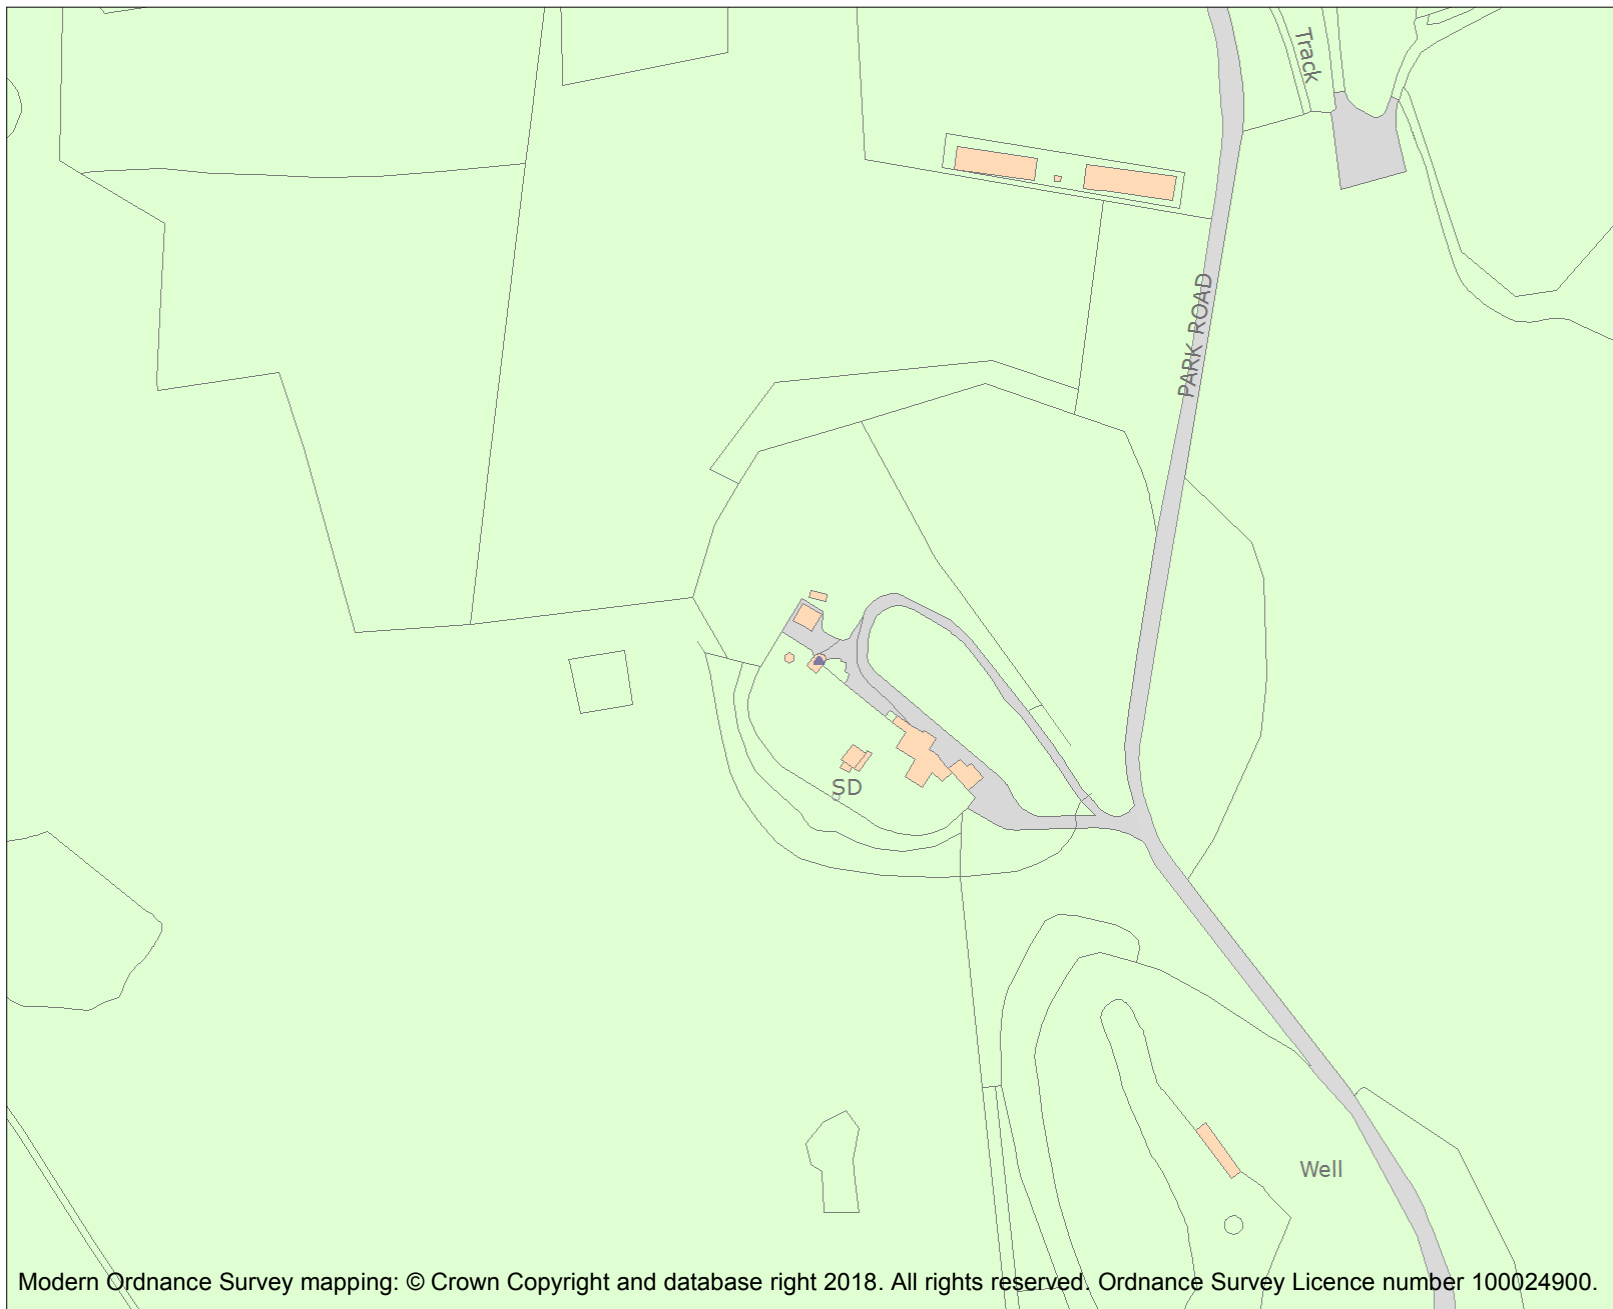 Track
PARK ROAD
SD
Well
Modern Ordnance Survey mapping: © Crown Copyright and database right 2018. All rights reserved. Ordnance Survey Licence number 100024900.